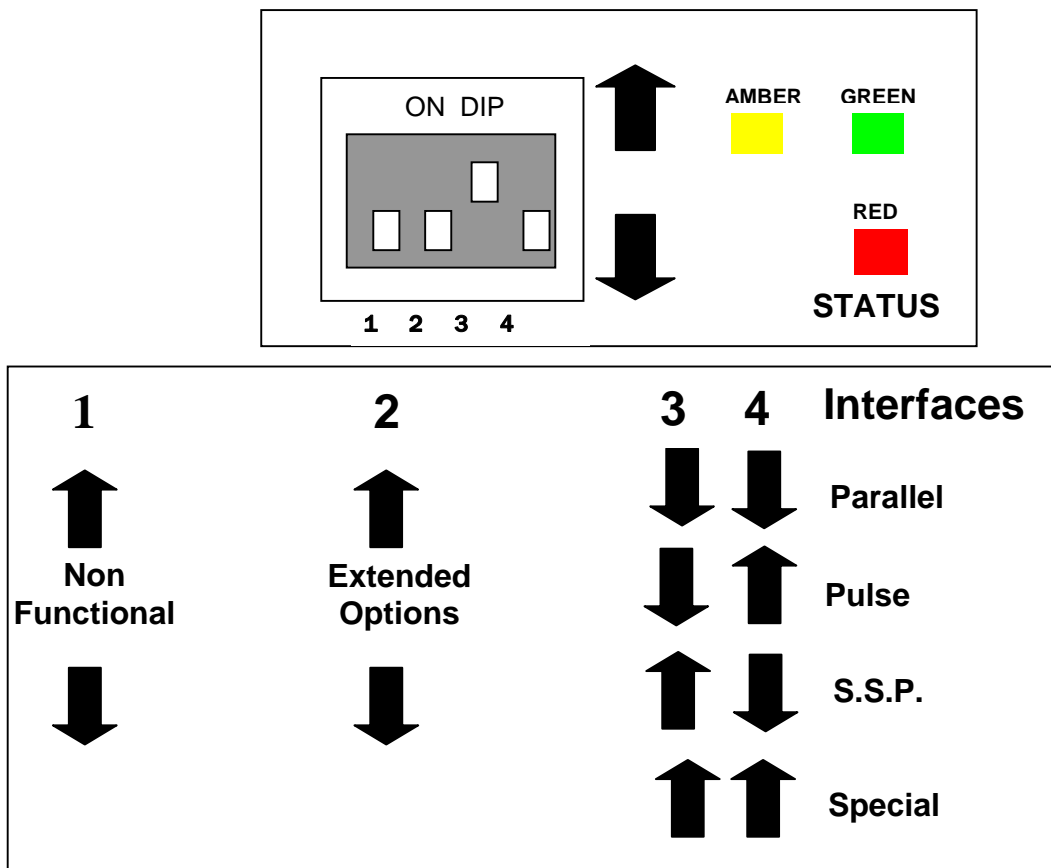 ON DIP
AMBER GREEN
RED
STATUS
1 2 3 4
1 2 3 4 Interfaces
Parallel
Non
Functional
Extended
Options
Pulse
S.S.P.
Special